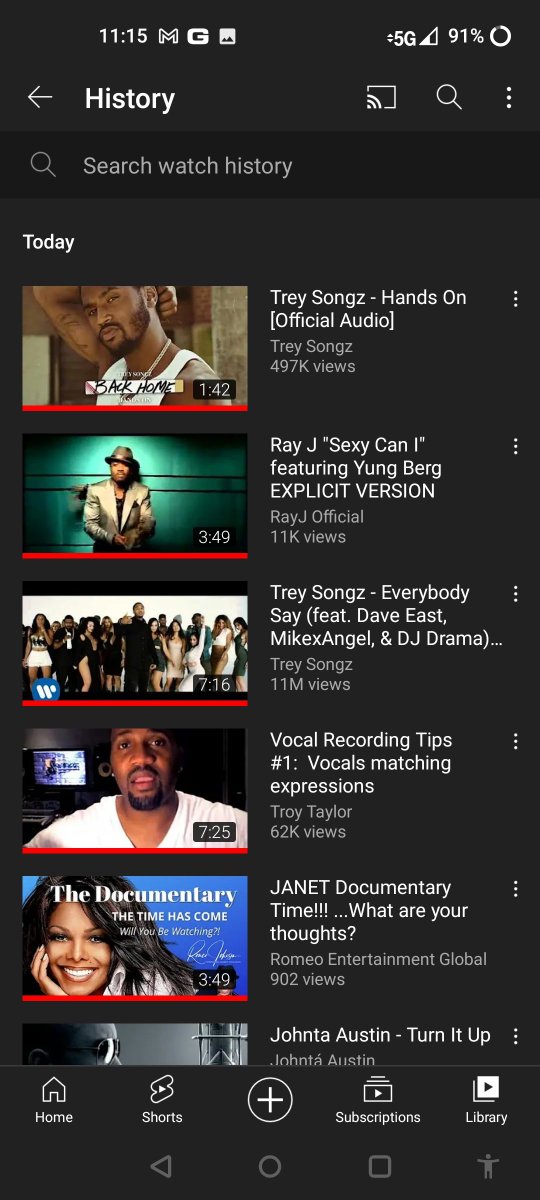 11:15
5G 91%
History
Search watch history
Today
Trey Songz - Hands On
[Official Audio]
Trey Songz
497K views
TREY SONGZ
BACK HOME
HANDS ON
1:42
Ray J "Sexy Can I"
featuring Yung Berg
EXPLICIT VERSION
RayJ Official
11K views
3:49
Trey Songz - Everybody
Say (feat. Dave East,
MikexAngel, & DJ Drama)...
Trey Songz
11M views
7:16
Vocal Recording Tips
#1: Vocals matching
expressions
Troy Taylor
62K views
7:25
The Documentary
THE TIME HAS COME
Will You Be Watching?!
Romeo Johnson
3:49
JANET Documentary
Time!!! ...What are your
thoughts?
Romeo Entertainment Global
902 views
Johnta Austin - Turn It Up
Johntá Austin
Home
Shorts
Subscriptions
Library